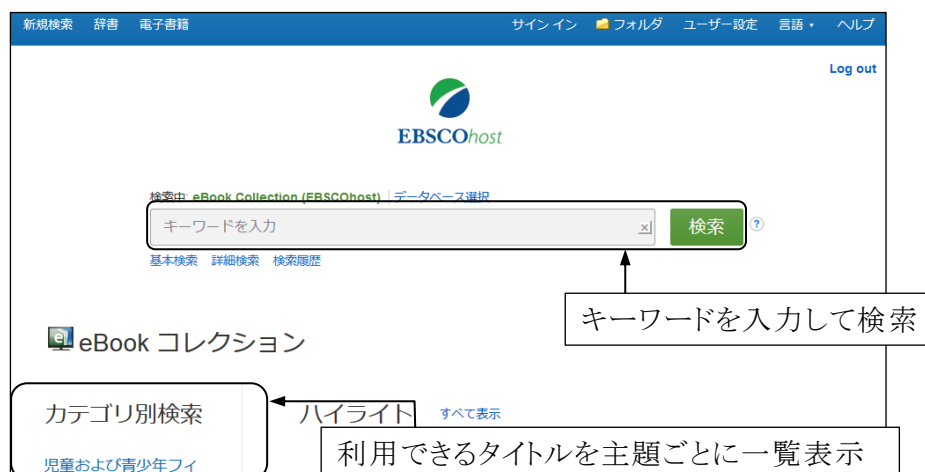 新規検索 辞書 電子書籍 サインイン フォルダ ユーザー設定 言語 ヘルプ
Log out
EBSCOhost
検索中: eBook Collection (EBSCOhost) データベース選択
キーワードを入力 x 検索 ?
基本検索 詳細検索 検索履歴
キーワードを入力して検索
eBook コレクション
カテゴリ別検索 ハイライト すべて表示
利用できるタイトルを主題ごとに一覧表示
児童および青少年フィ